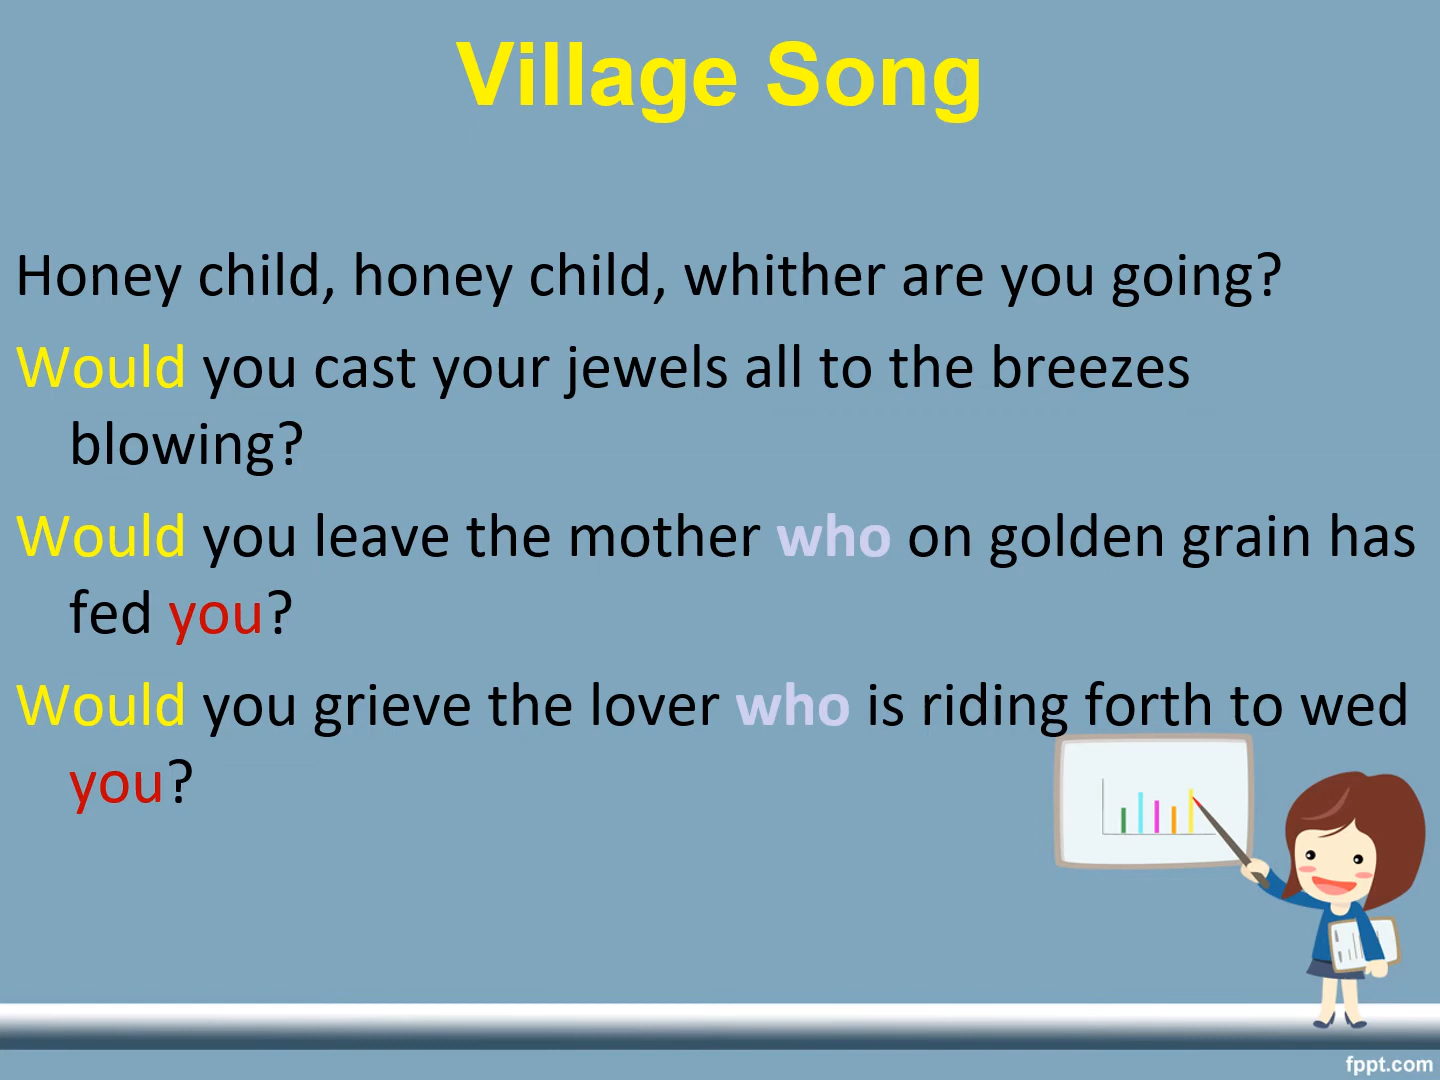 Village Song
Honey child, honey child, whither are you going?
Would you cast your jewels all to the breezes
blowing?
Would you leave the mother who on golden grain has
fed you?
Would you grieve the lover who is riding forth to wed
you?
fppt.com